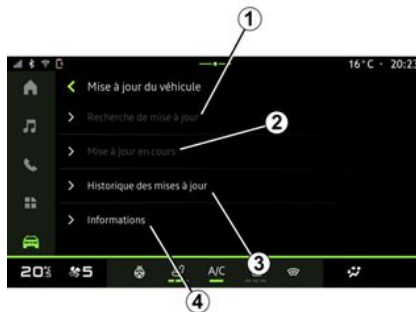 1
16°C · 20:23
Mise à jour du véhicule
Recherche de mise à jour
2
Mise à jour en cours
Historique des mises à jour
Informations
3
20°5 5 A/C
4